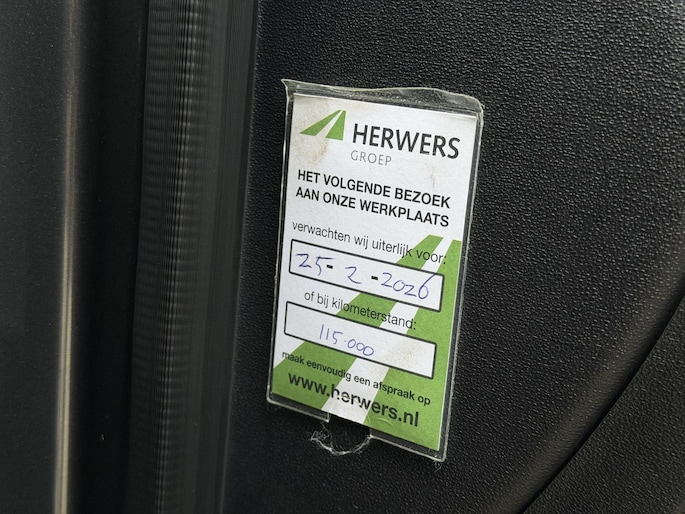 HERWERS
GROEP
HET VOLGENDE BEZOEK
AAN ONZE WERKPLAATS
verwachten wij uiterlijk voor:
25-2-2026
of bij kilometerstand:
115.000
maak eenvoudig een afspraak op
www.herwers.nl